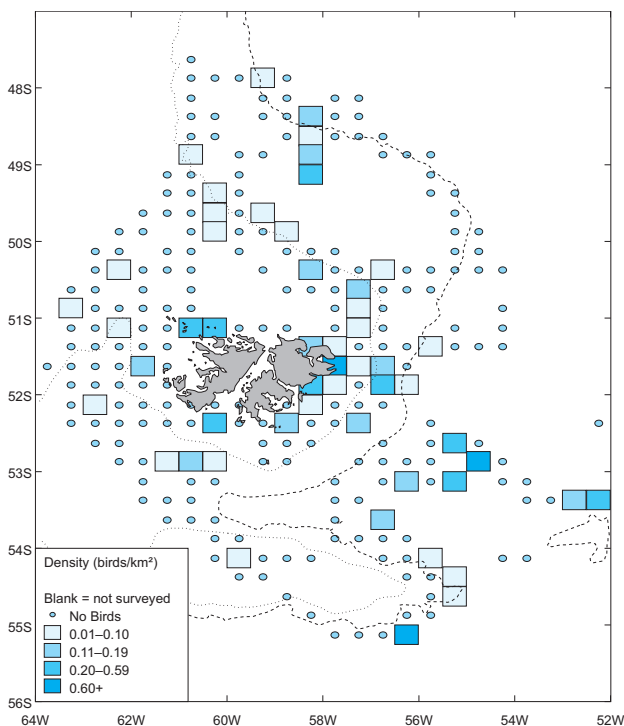 48S
49S
50S
51S
52S
53S
54S
55S
56S
Density (birds/km²)
Blank = not surveyed
No Birds
0.01–0.10
0.11–0.19
0.20–0.59
0.60+
64W 62W 60W 58W 56W 54W 52W